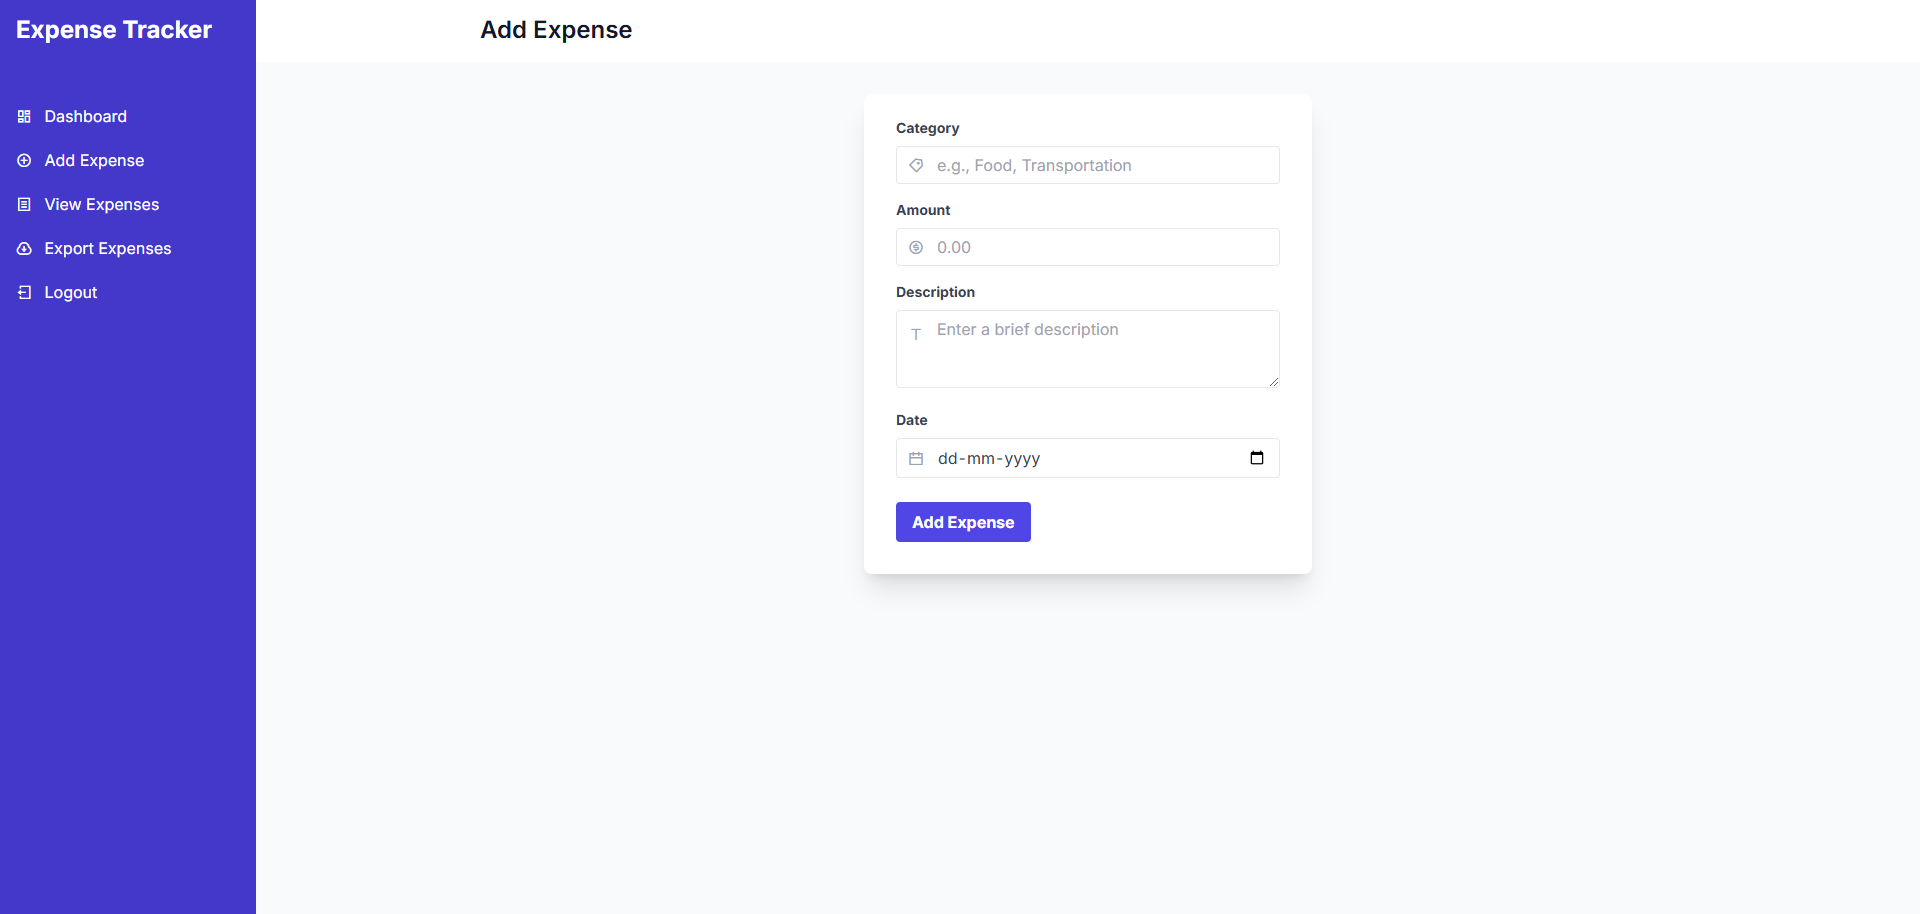 Expense Tracker
Dashboard
Add Expense
View Expenses
Export Expenses
Logout
Add Expense
Category
e.g., Food, Transportation
Amount
0.00
Description
Enter a brief description
Date
dd-mm-yyyy
Add Expense